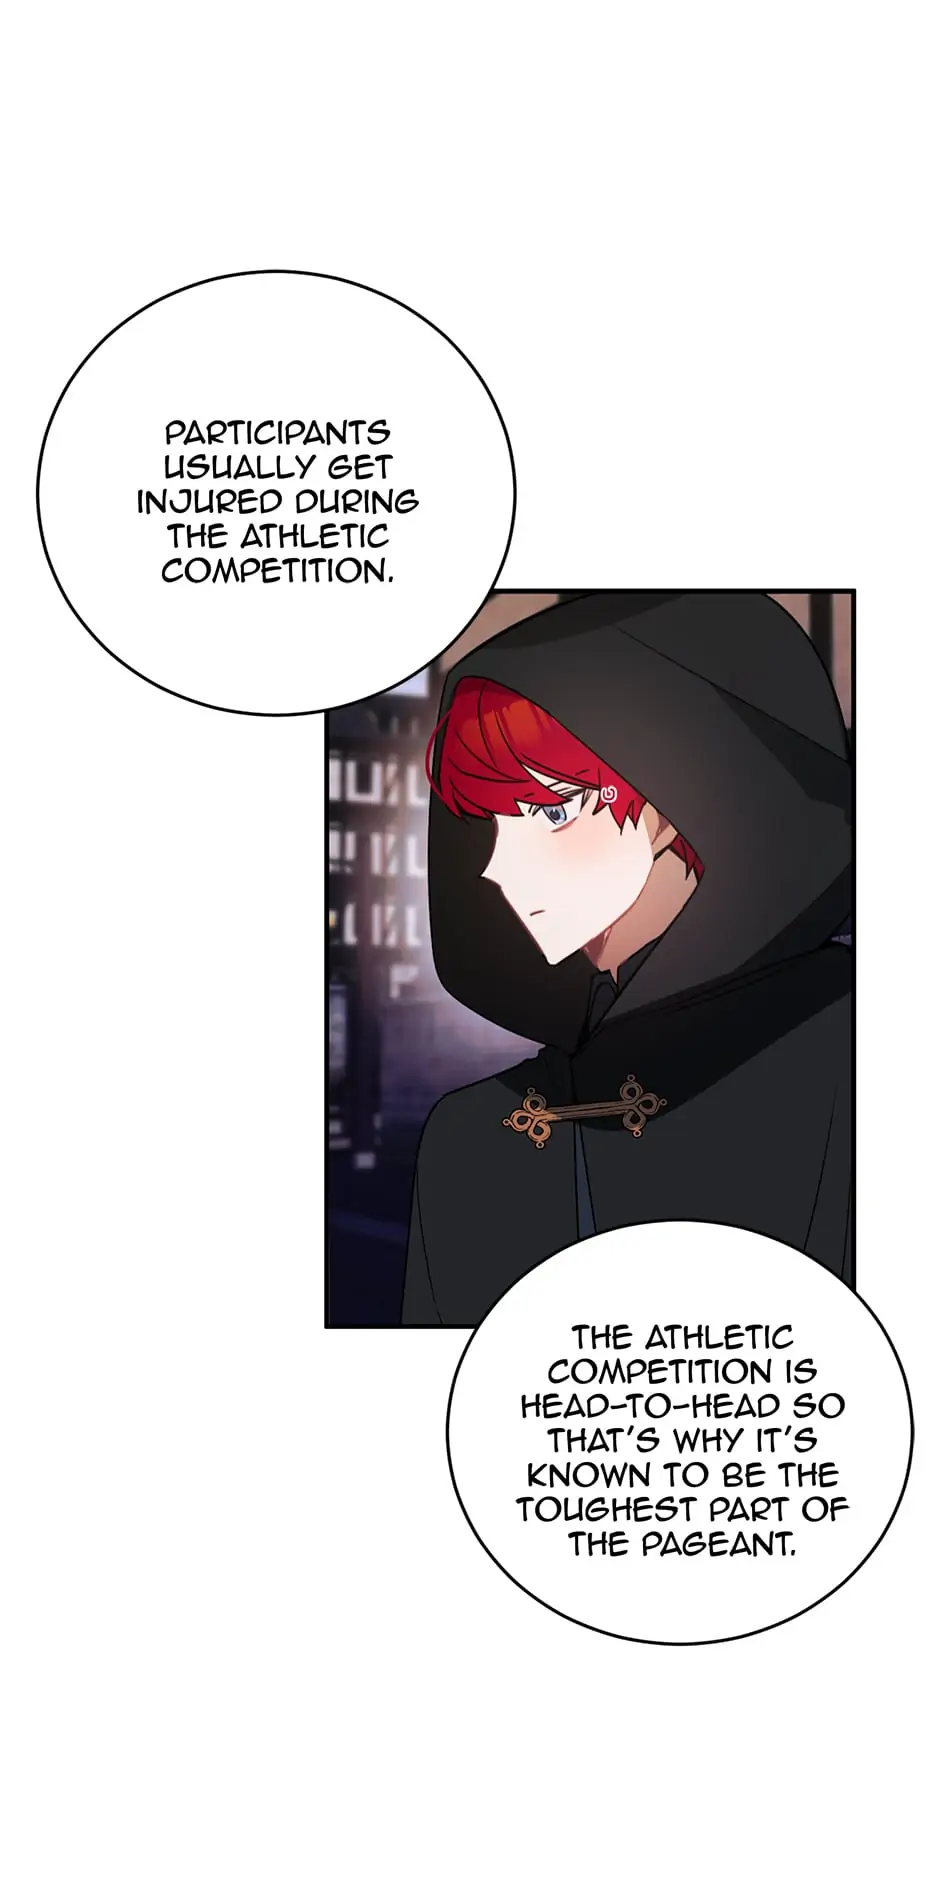 PARTICIPANTS
USUALLY GET
INJURED DURING
THE ATHLETIC
COMPETITION.
THE ATHLETIC
COMPETITION IS
HEAD-TO-HEAD SO
THAT'S WHY IT'S
KNOWN TO BE THE
TOUGHEST PART OF
THE PAGEANT.